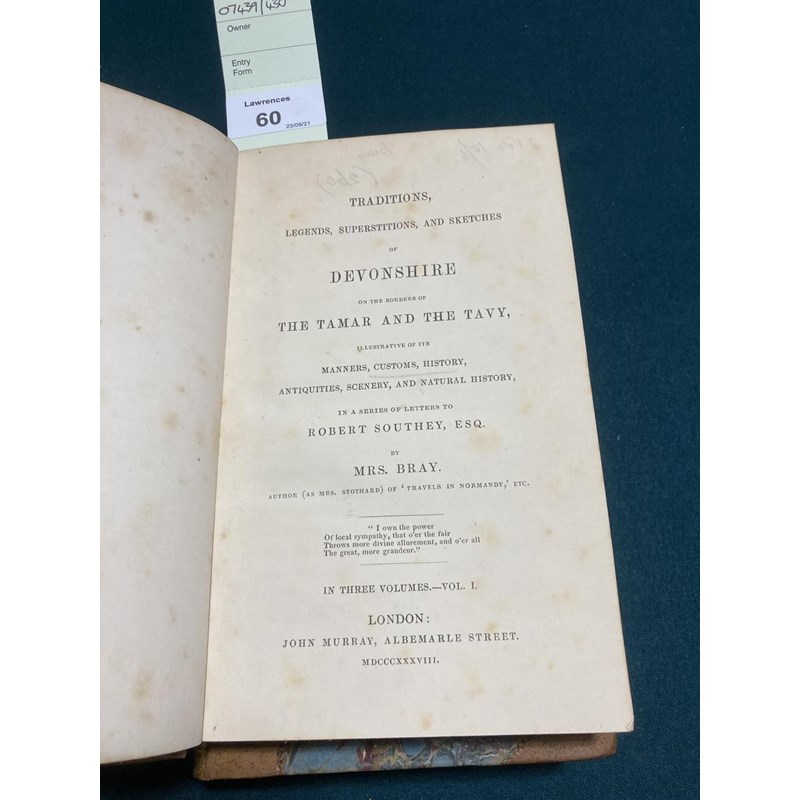 07439/430
Owner
Entry
Form
Lawrences
60
23/09/21
(260)
TRADITIONS,
LEGENDS, SUPERSTITIONS, AND SKETCHES
OF
DEVONSHIRE
ON THE BORDERS OF
THE TAMAR AND THE TAVY,
ILLUSTRATIVE OF ITS
MANNERS, CUSTOMS, HISTORY,
ANTIQUITIES, SCENERY, AND NATURAL HISTORY,
IN A SERIES OF LETTERS TO
ROBERT SOUTHEY, ESQ.
BY
MRS. BRAY.
AUTHOR (AS MRS. STOTHARD) OF ‘TRAVELS IN NORMANDY,’ ETC.
“ I own the power
Of local sympathy, that o'er the fair
Throws more divine allurement, and o'er all
The great, more grandeur.”
IN THREE VOLUMES.—VOL. I.
LONDON:
JOHN MURRAY, ALBEMARLE STREET.
MDCCCXXXVIII.